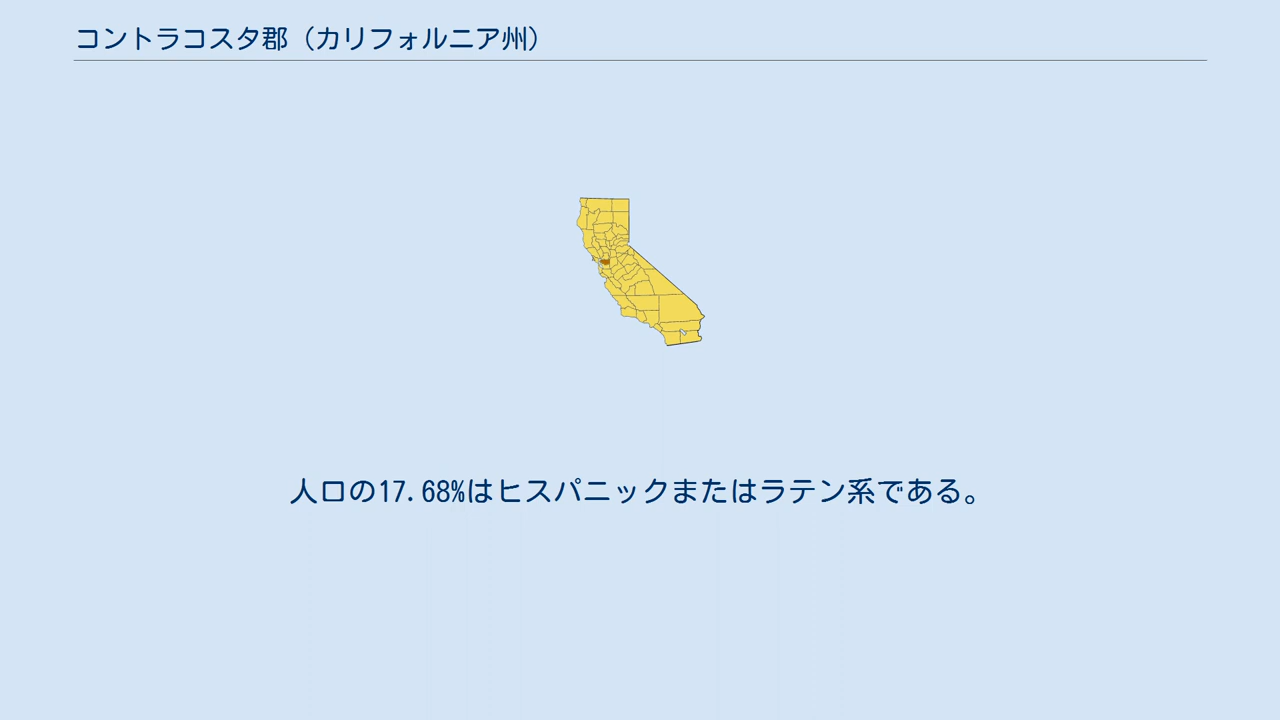 コントラコスタ郡（カリフォルニア州）
人口の17.68%はヒスパニックまたはラテン系である。